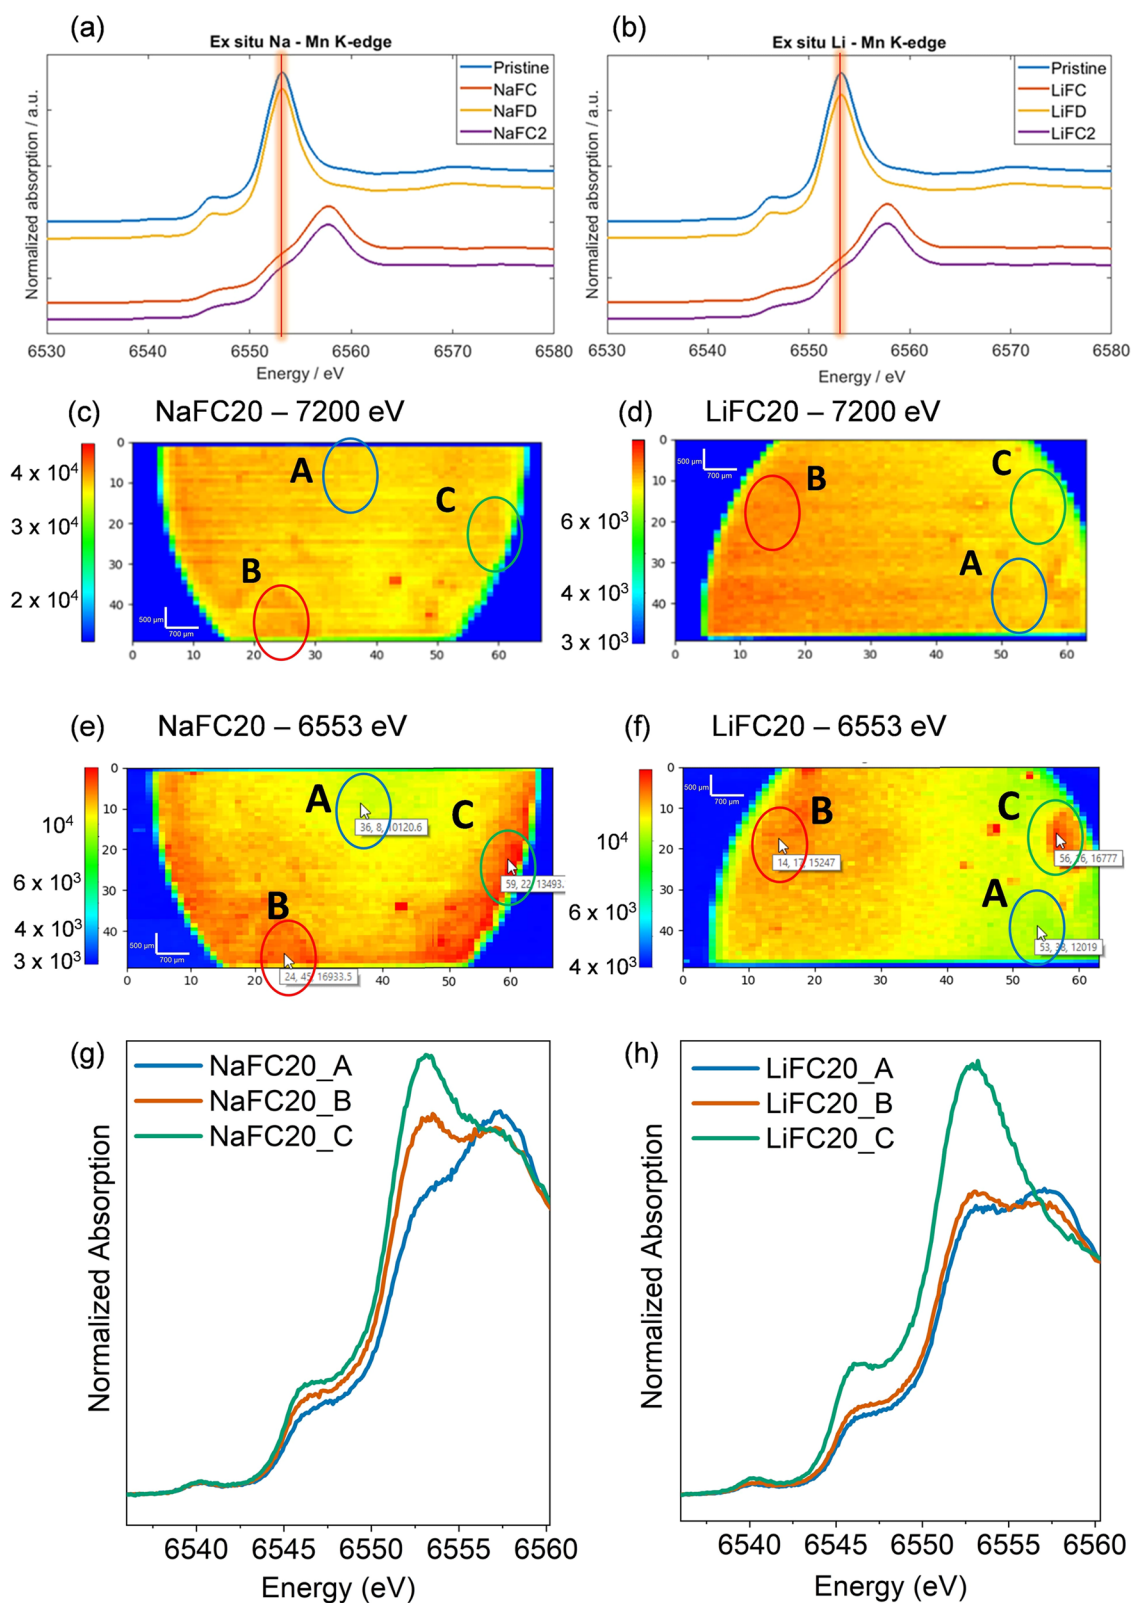 (a)
Ex situ Na - Mn K-edge
Normalized absorption / a.u.
Pristine
NaFC
NaFD
NaFC2
6530 6540 6550 6560 6570 6580
Energy / eV
(b)
Ex situ Li - Mn K-edge
Normalized absorption / a.u.
Pristine
LiFC
LiFD
LiFC2
6530 6540 6550 6560 6570 6580
Energy / eV
(c) NaFC20 – 7200 eV
4 x 10⁴
3 x 10⁴
2 x 10⁴
0
10
20
30
40
A
C
B
500 µm
700 µm
0 10 20 30 40 50 60
(d) LiFC20 – 7200 eV
6 x 10³
4 x 10³
3 x 10³
0
10
20
30
40
500 µm
700 µm
B
C
A
0 10 20 30 40 50 60
(e) NaFC20 – 6553 eV
10⁴
6 x 10³
4 x 10³
3 x 10³
0
10
20
30
40
A
36, 8, 10120.6
C
59, 22, 13493.
B
24, 45, 16933.5
500 µm
700 µm
0 10 20 30 40 50 60
(f) LiFC20 – 6553 eV
10⁴
6 x 10³
4 x 10³
0
10
20
30
40
500 µm
700 µm
B
14, 17, 15247
C
56, 16, 16777
A
53, 38, 12019
0 10 20 30 40 50 60
(g)
NaFC20_A
NaFC20_B
NaFC20_C
Normalized Absorption
6540 6545 6550 6555 6560
Energy (eV)
(h)
LiFC20_A
LiFC20_B
LiFC20_C
Normalized Absorption
6540 6545 6550 6555 6560
Energy (eV)